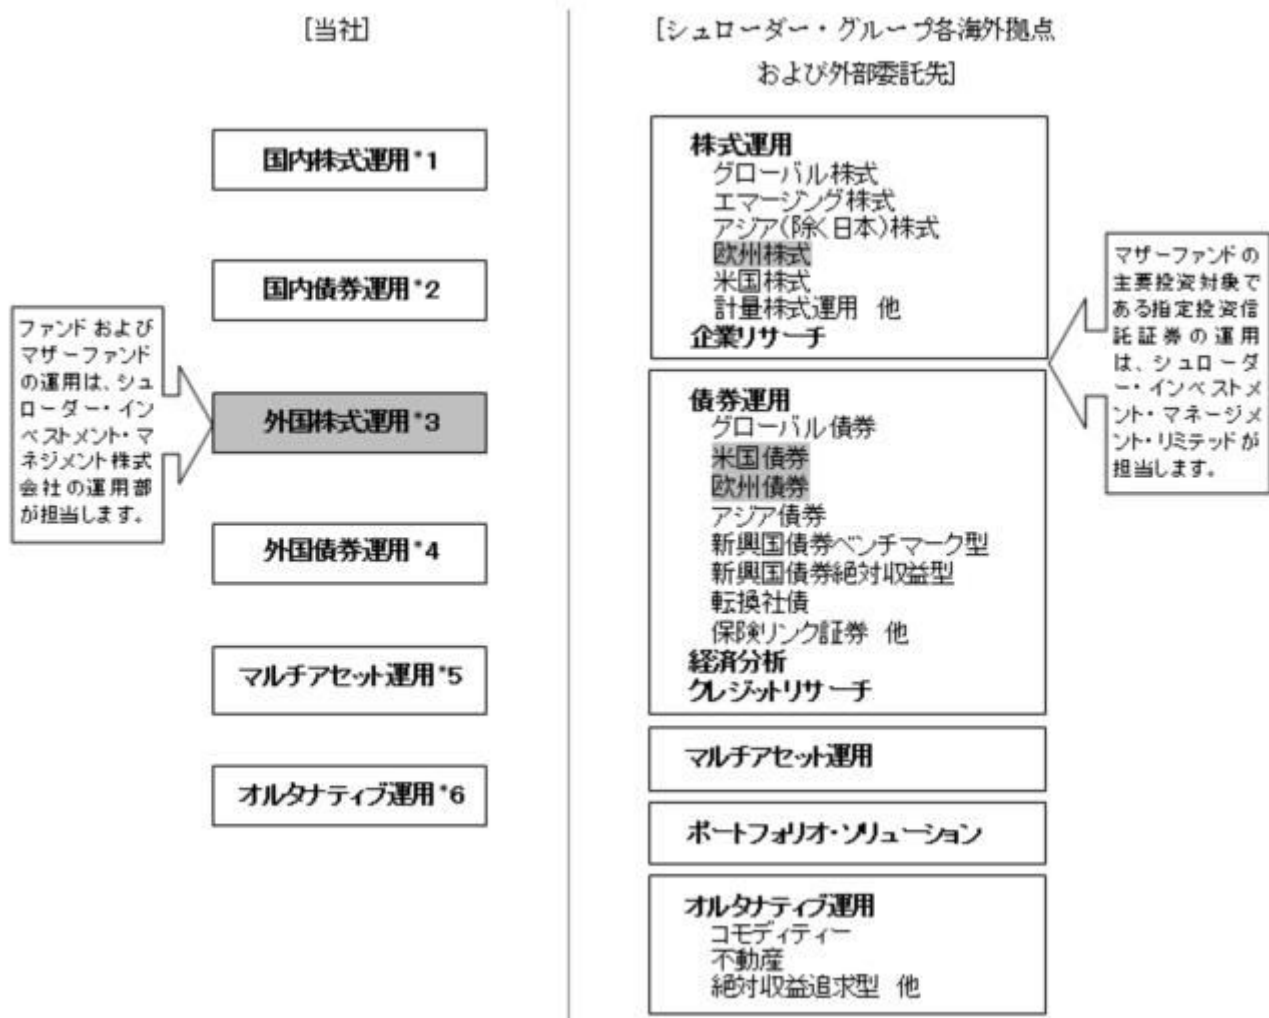 [当社]
国内株式運用*1
国内債券運用*2
ファンドおよび
マザーファンド
の運用は、シュ
ローダー・イン
ベストメント・マ
ネジメント株式
会社の運用部
が担当します。
外国株式運用*3
外国債券運用*4
マルチアセット運用*5
オルタナティブ運用*6
[シュローダー・グループ各海外拠点
および外部委託先]
株式運用
グローバル株式
エマージング株式
アジア(除く日本)株式
欧州株式
米国株式
計量株式運用 他
企業リサーチ
マザーファンドの
主要投資対象で
ある指定投資信
託証券の運用
は、シュローダ
ー・インベストメ
ント・マネージメ
ント・リミテッドが
担当します。
債券運用
グローバル債券
米国債券
欧州債券
アジア債券
新興国債券ベンチマーク型
新興国債券絶対収益型
転換社債
保険リンク証券 他
経済分析
クレジットリサーチ
マルチアセット運用
ポートフォリオ・ソリューション
オルタナティブ運用
コモディティー
不動産
絶対収益追求型 他